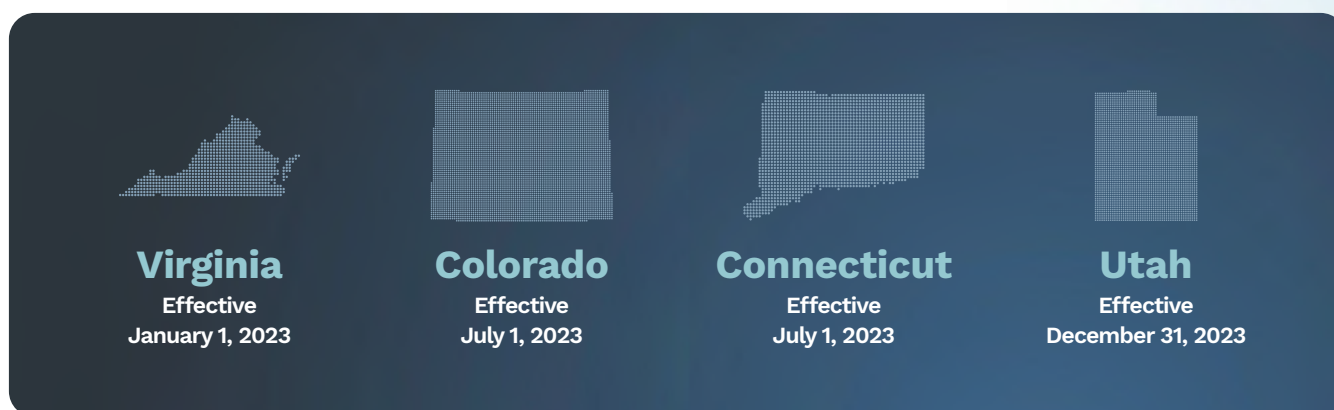 Virginia
Effective
January 1, 2023
Colorado
Effective
July 1, 2023
Connecticut
Effective
July 1, 2023
Utah
Effective
December 31, 2023